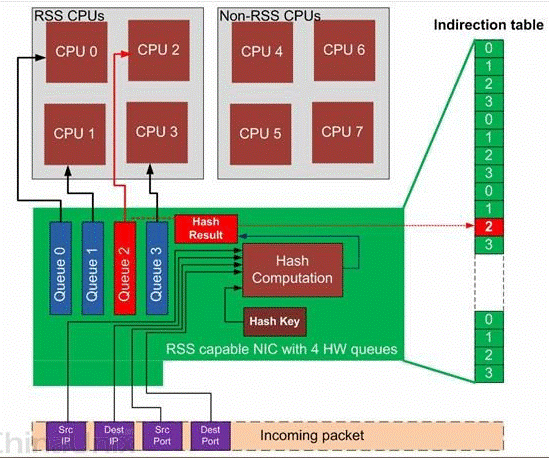 RSS CPUs
Non-RSS CPUs
Indirection table
CPU 0
CPU 2
CPU 4
CPU 6
CPU 1
CPU 3
CPU 5
CPU 7
0
1
2
3
0
1
2
3
0
1
2
3
0
1
2
3
Queue 0
Queue 1
Queue 2
Queue 3
Hash
Result
Hash
Computation
Hash Key
RSS capable NIC with 4 HW queues
Src
IP
Dest
IP
Src
Port
Dest
Port
Incoming packet